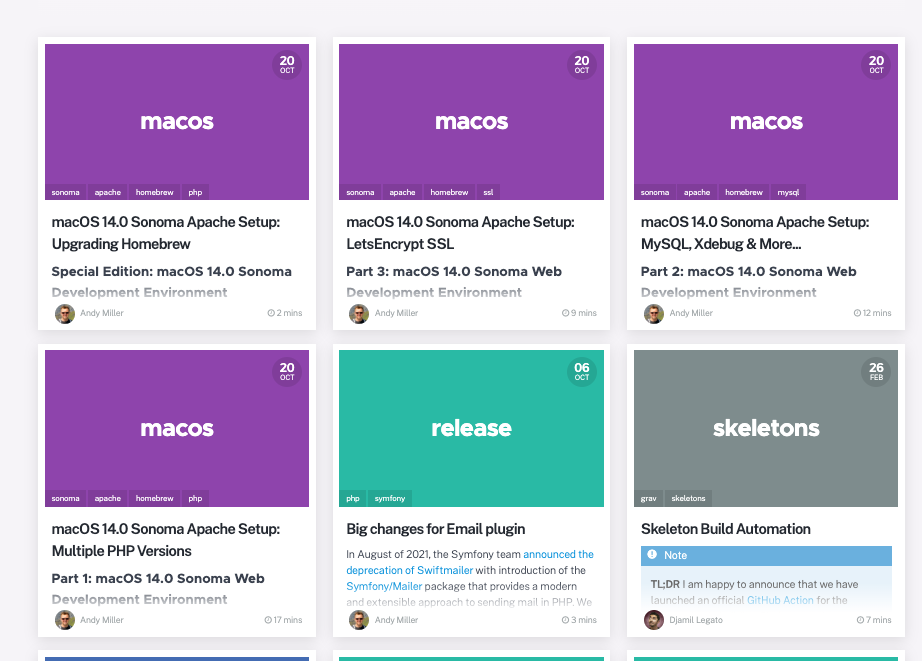 20
OCT
macos
sonoma apache homebrew php
macOS 14.0 Sonoma Apache Setup:
Upgrading Homebrew
Special Edition: macOS 14.0 Sonoma
Development Environment
Andy Miller 2 mins
20
OCT
macos
sonoma apache homebrew ssl
macOS 14.0 Sonoma Apache Setup:
LetsEncrypt SSL
Part 3: macOS 14.0 Sonoma Web
Development Environment
Andy Miller 9 mins
20
OCT
macos
sonoma apache homebrew mysql
macOS 14.0 Sonoma Apache Setup:
MySQL, Xdebug & More...
Part 2: macOS 14.0 Sonoma Web
Development Environment
Andy Miller 12 mins
20
OCT
macos
sonoma apache homebrew php
macOS 14.0 Sonoma Apache Setup:
Multiple PHP Versions
Part 1: macOS 14.0 Sonoma Web
Development Environment
Andy Miller 17 mins
06
OCT
release
php symfony
Big changes for Email plugin
In August of 2021, the Symfony team announced the
deprecation of Swiftmailer with introduction of the
Symfony/Mailer package that provides a modern
and extensible approach to sending mail in PHP. We
Andy Miller 3 mins
26
FEB
skeletons
grav skeletons
Skeleton Build Automation
Note
TL;DR I am happy to announce that we have
launched an official GitHub Action for the
Djamil Legato 7 mins